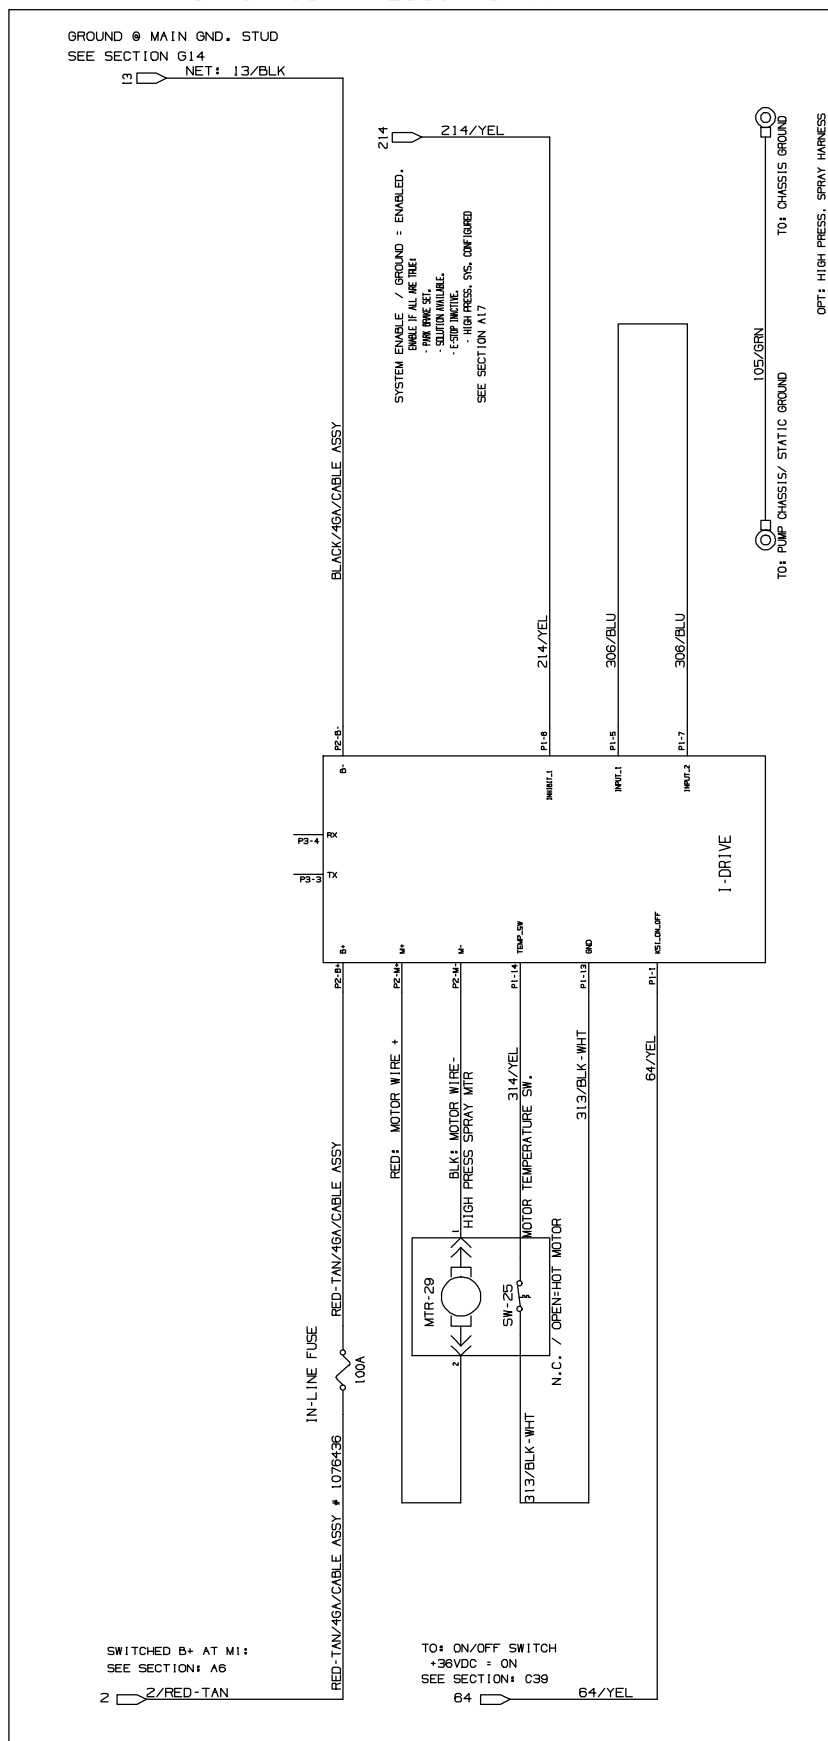 GROUND @ MAIN GND. STUD
SEE SECTION G14
13
NET: 13/BLK
214
214/YEL
SYSTEM ENABLE / GROUND = ENABLED.
ENABLE IF ALL ARE TRUE:
- PARK BRAKE SET.
- SOLUTION AVAILABLE.
- E-STOP INACTIVE.
- HIGH PRESS. SYS. CONFIGURED
SEE SECTION A17
TO: CHASSIS GROUND
OPT: HIGH PRESS. SPRAY HARNESS
105/GRN
TO: PUMP CHASSIS/ STATIC GROUND
BLACK/4GA/CABLE ASSY
214/YEL
306/BLU
306/BLU
P2-B-
P1-6
P1-5
P1-7
B-
INHIBIT_1
INPUT_1
INPUT_2
P3-4
RX
P3-3
TX
I-DRIVE
B+
M+
M-
TEMP_SW
GND
KSI_ON_OFF
P2-B+
P2-M+
P2-M-
P1-14
P1-13
P1-1
RED-TAN/4GA/CABLE ASSY
RED: MOTOR WIRE +
BLK: MOTOR WIRE-
HIGH PRESS SPRAY MTR
314/YEL
MOTOR TEMPERATURE SW.
313/BLK-WHT
64/YEL
1
MTR-29
SW-25
2
N.C. / OPEN=HOT MOTOR
IN-LINE FUSE
100A
313/BLK-WHT
RED-TAN/4GA/CABLE ASSY # 1076436
SWITCHED B+ AT M1:
SEE SECTION: A6
2
2/RED-TAN
TO: ON/OFF SWITCH
+36VDC = ON
SEE SECTION: C39
64
64/YEL